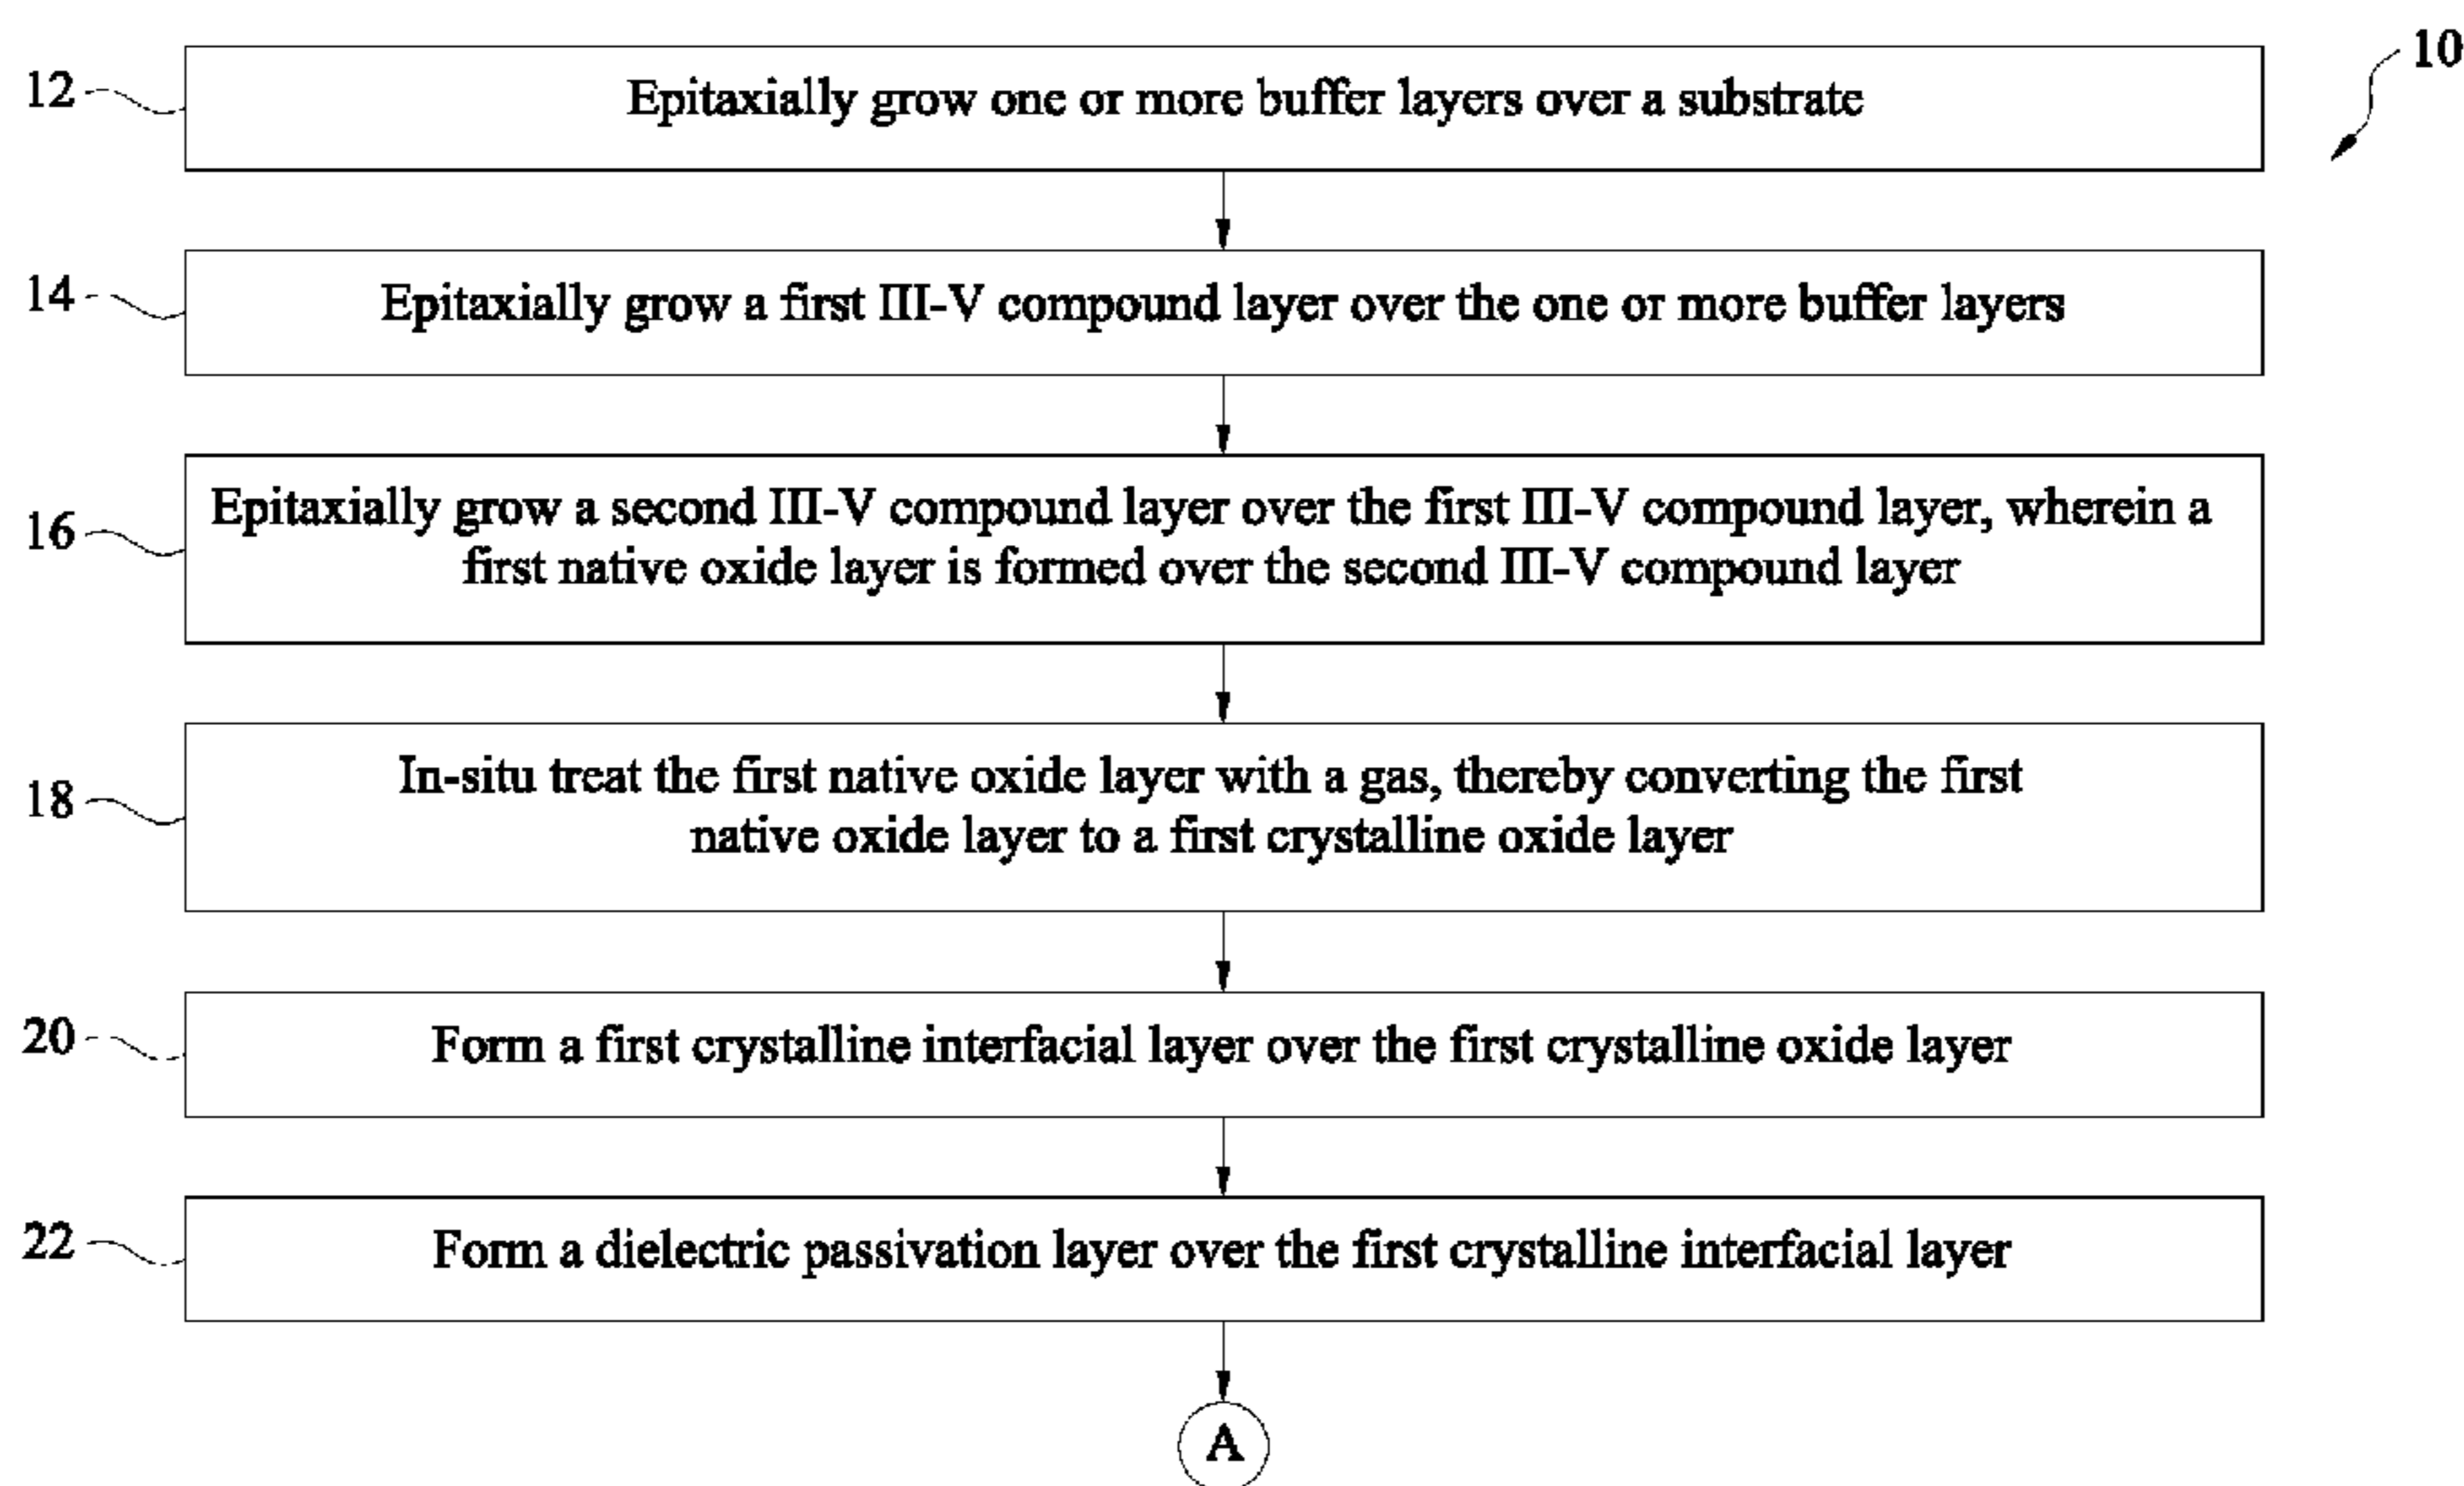 10
12
Epitaxially grow one or more buffer layers over a substrate
14
Epitaxially grow a first III-V compound layer over the one or more buffer layers
16
Epitaxially grow a second III-V compound layer over the first III-V compound layer, wherein a
first native oxide layer is formed over the second III-V compound layer
18
In-situ treat the first native oxide layer with a gas, thereby converting the first
native oxide layer to a first crystalline oxide layer
20
Form a first crystalline interfacial layer over the first crystalline oxide layer
22
Form a dielectric passivation layer over the first crystalline interfacial layer
A